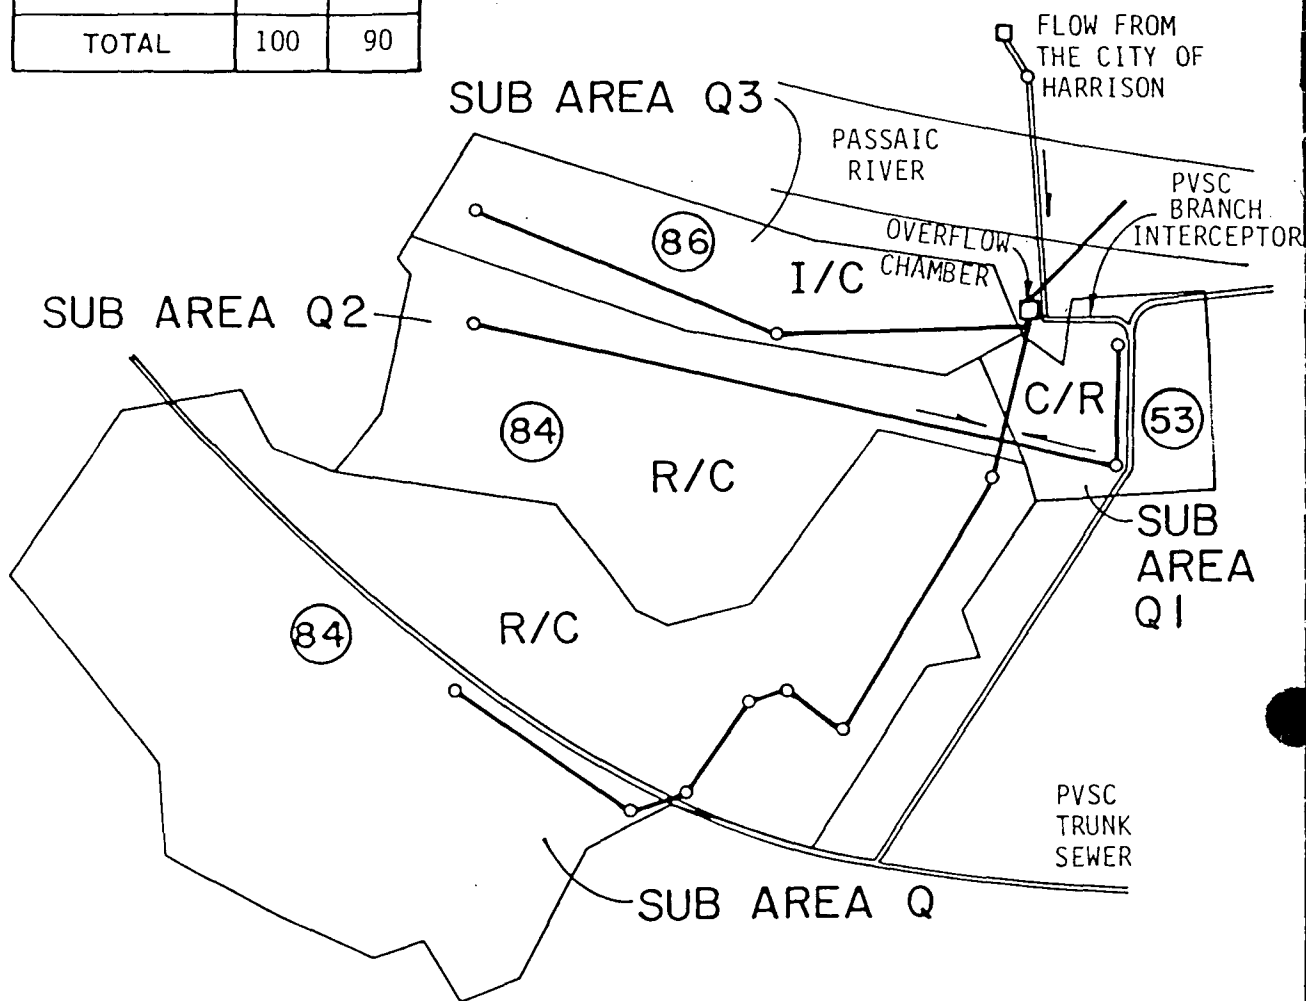 TOTAL 100 90
FLOW FROM
THE CITY OF
HARRISON
SUB AREA Q3
PASSAIC
RIVER
PVSC
BRANCH
INTERCEPTOR
86
OVERFLOW
CHAMBER
I/C
SUB AREA Q2
C/R
53
84
R/C
SUB
AREA
Q1
R/C
84
PVSC
TRUNK
SEWER
SUB AREA Q